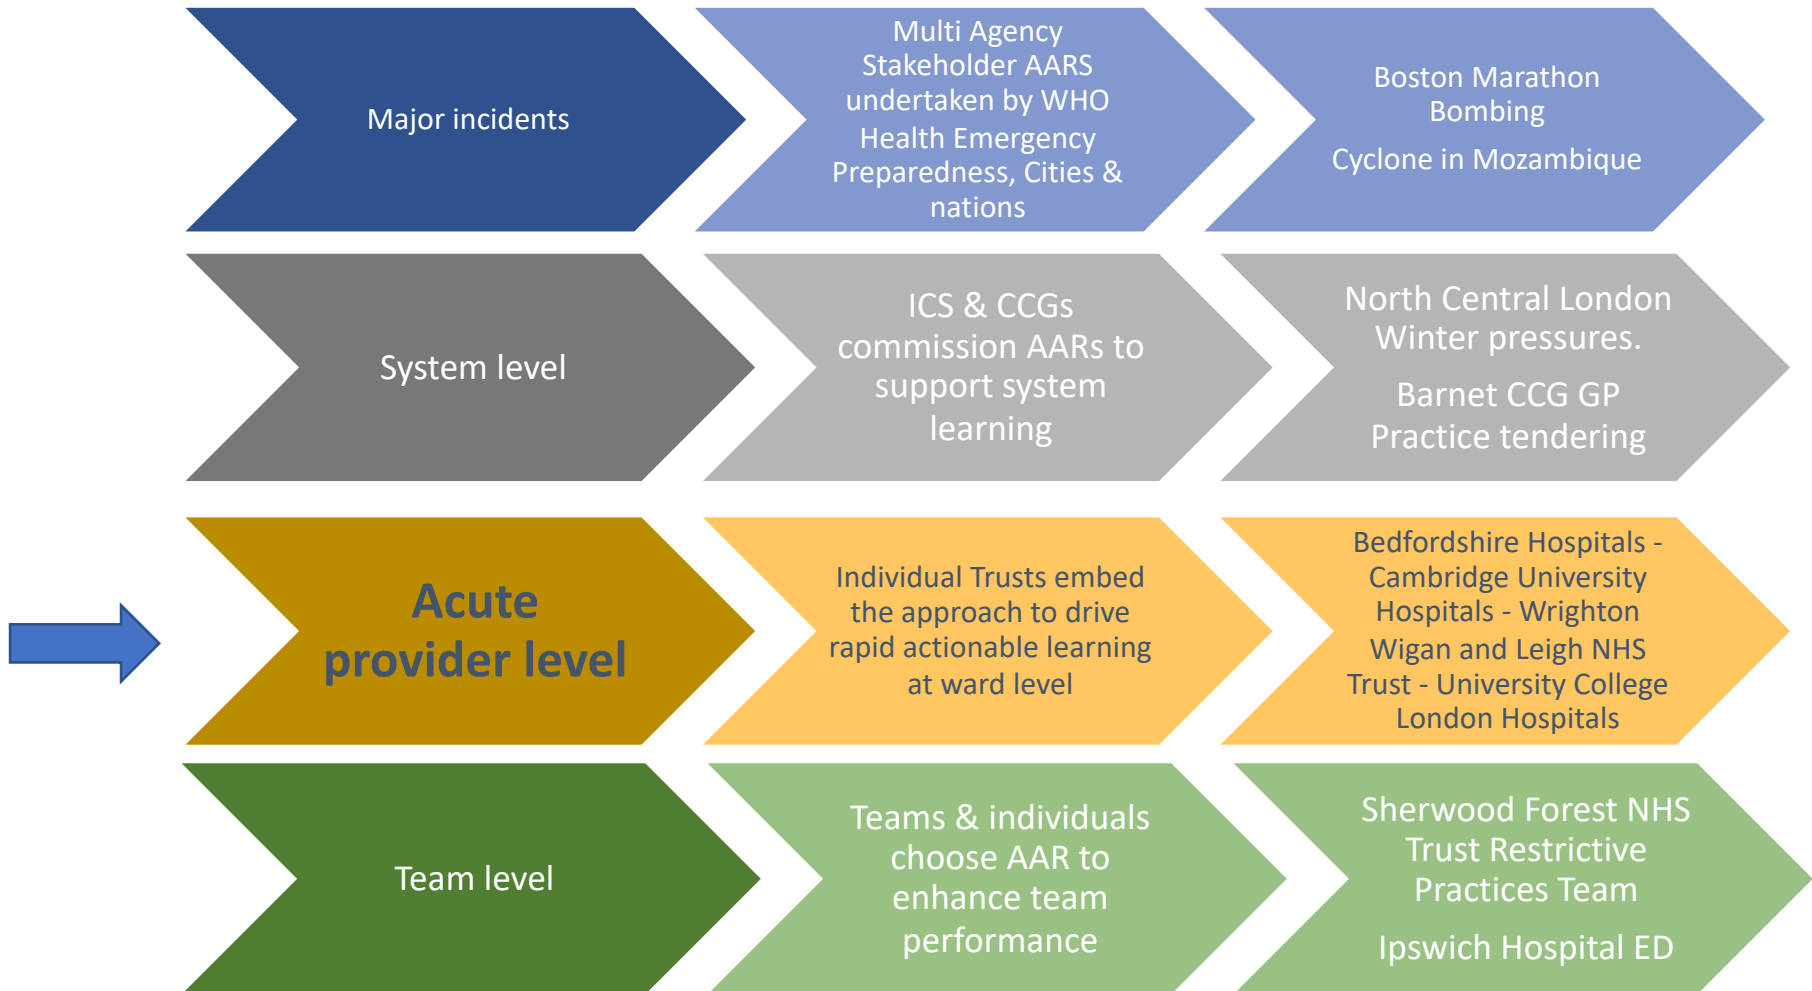 Major incidents
Multi Agency
Stakeholder AARS
undertaken by WHO
Health Emergency
Preparedness, Cities &
nations
Boston Marathon
Bombing
Cyclone in Mozambique
System level
ICS & CCGs
commission AARs to
support system
learning
North Central London
Winter pressures.
Barnet CCG GP
Practice tendering
Acute
provider level
Individual Trusts embed
the approach to drive
rapid actionable learning
at ward level
Bedfordshire Hospitals -
Cambridge University
Hospitals - Wrighton
Wigan and Leigh NHS
Trust - University College
London Hospitals
Team level
Teams & individuals
choose AAR to
enhance team
performance
Sherwood Forest NHS
Trust Restrictive
Practices Team
Ipswich Hospital ED